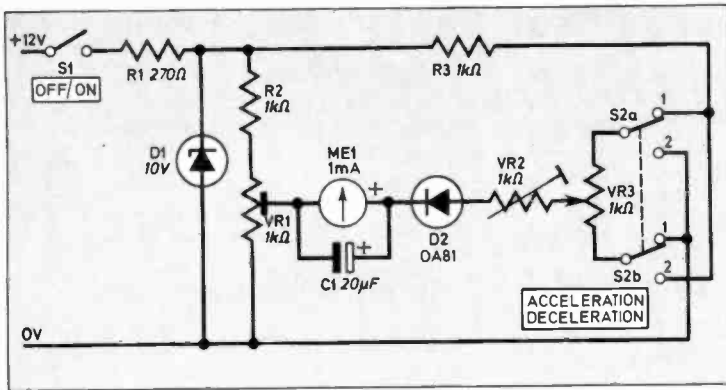 +12V
S1
OFF/ON
R1 270Ω
R2
1kΩ
R3 1kΩ
D1
10V
VR1
1kΩ
ME1
1mA
+
+
C1 20µF
D2
OA81
VR2
1kΩ
VR3
1kΩ
S2a
1
2
S2b
1
2
ACCELERATION
DECELERATION
0V